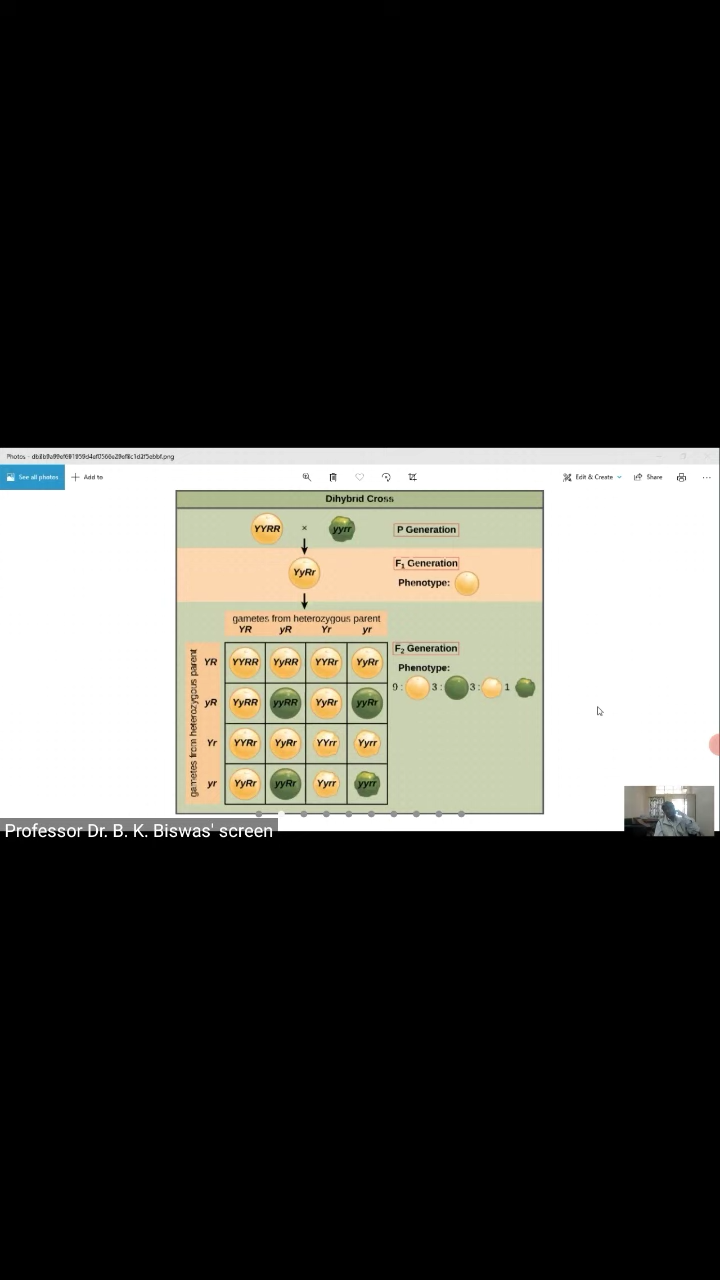 See all photos + Add to Edit & Create Share
Dihybrid Cross
YYRR × yyrr P Generation
F₁ Generation
YyRr
Phenotype:
gametes from heterozygous parent
YR yR Yr yr
gametes from heterozygous parent
F₂ Generation
Phenotype:
9 : 3 : 3 : 1
YR YYRR YyRR YYRr YyRr
yR YyRR yyRR YyRr yyRr
Yr YYRr YyRr YYrr Yyrr
yr YyRr yyRr Yyrr yyrr
Professor Dr. B. K. Biswas' screen